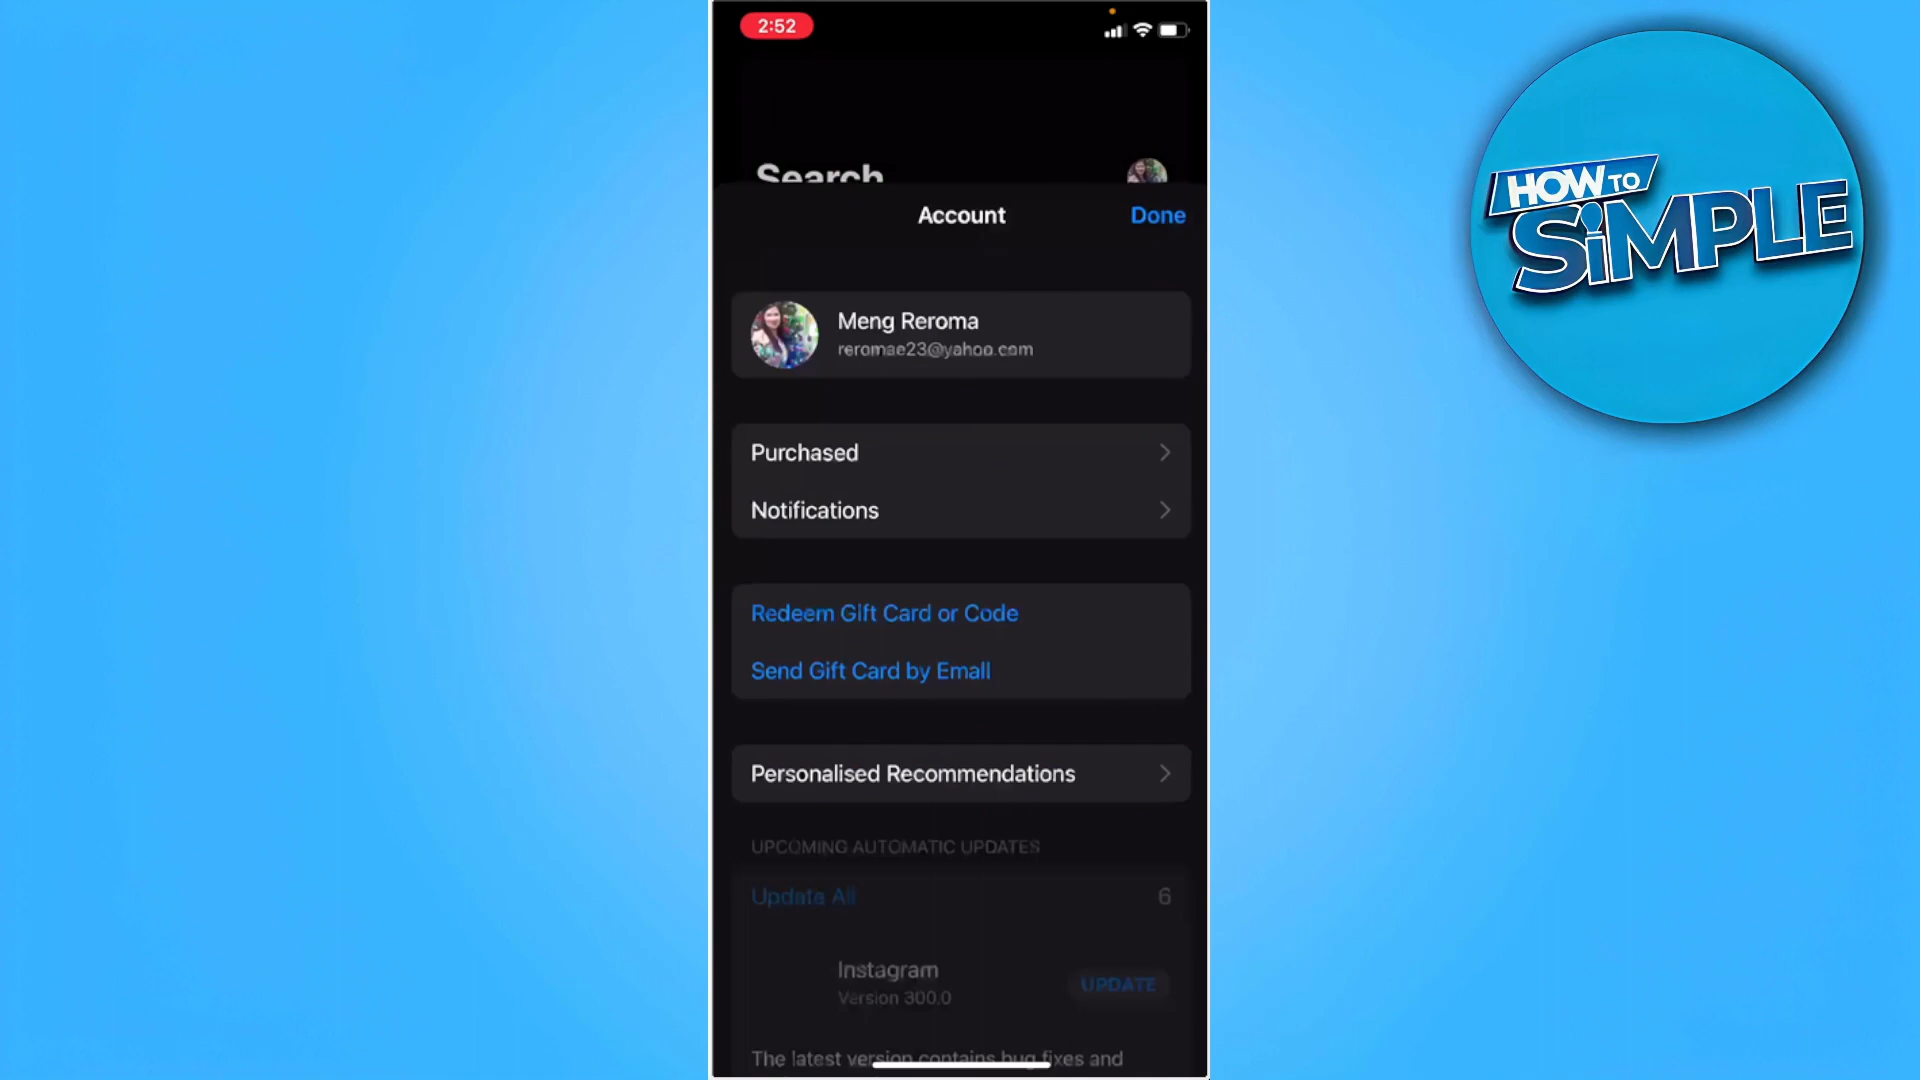 2:52
HOW TO
SiMPLE
Search
Account
Done
Meng Reroma
reromae23@yahoo.com
Purchased
Notifications
Redeem Gift Card or Code
Send Gift Card by Email
Personalised Recommendations
UPCOMING AUTOMATIC UPDATES
Update All
6
Instagram
UPDATE
Version 300.0
The latest version contains bug fixes and